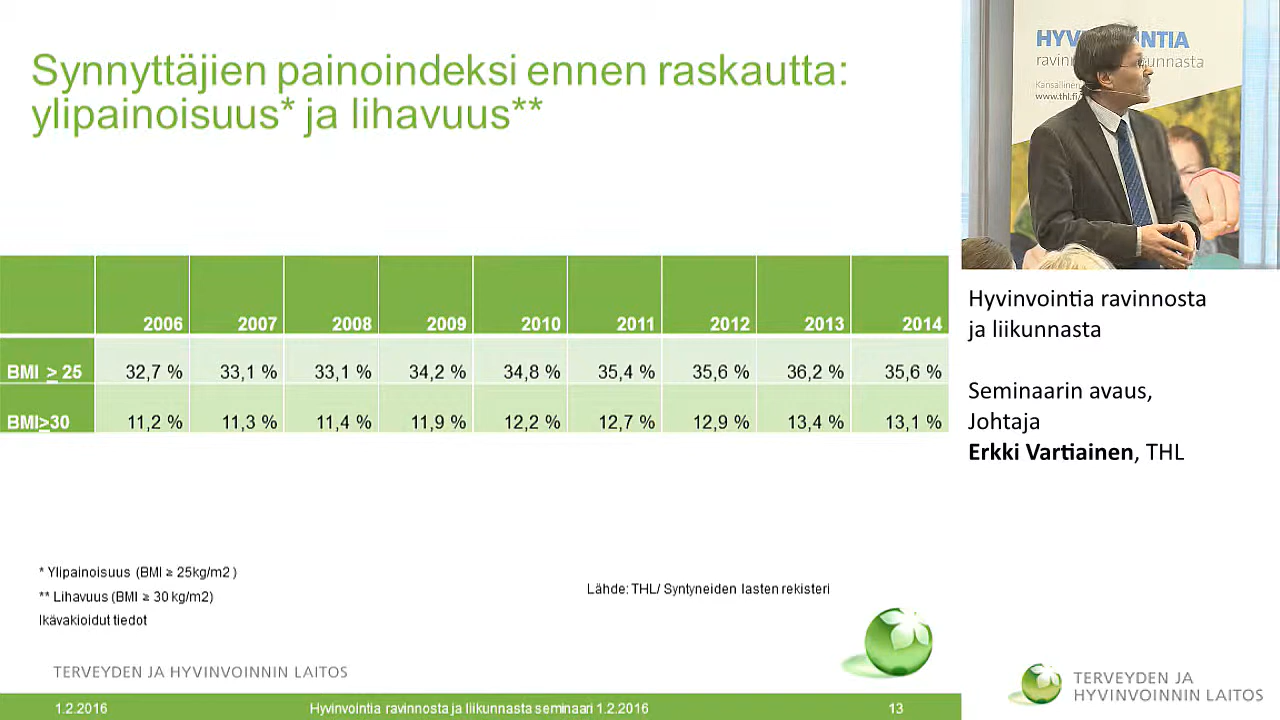 Synnyttäjien painoindeksi ennen raskautta:
ylipainoisuus* ja lihavuus**
2006 2007 2008 2009 2010 2011 2012 2013 2014
BMI ≥ 25 32,7 % 33,1 % 33,1 % 34,2 % 34,8 % 35,4 % 35,6 % 36,2 % 35,6 %
BMI≥30 11,2 % 11,3 % 11,4 % 11,9 % 12,2 % 12,7 % 12,9 % 13,4 % 13,1 %
* Ylipainoisuus (BMI ≥ 25kg/m2 )
** Lihavuus (BMI ≥ 30 kg/m2)
Ikävakioidut tiedot
Lähde: THL/ Syntyneiden lasten rekisteri
TERVEYDEN JA HYVINVOINNIN LAITOS
1.2.2016 Hyvinvointia ravinnosta ja liikunnasta seminaari 1.2.2016 13
Kansallinen
www.thl.fi
Hyvinvointia ravinnosta
ja liikunnasta
Seminaarin avaus,
Johtaja
Erkki Vartiainen, THL
TERVEYDEN JA
HYVINVOINNIN LAITOS